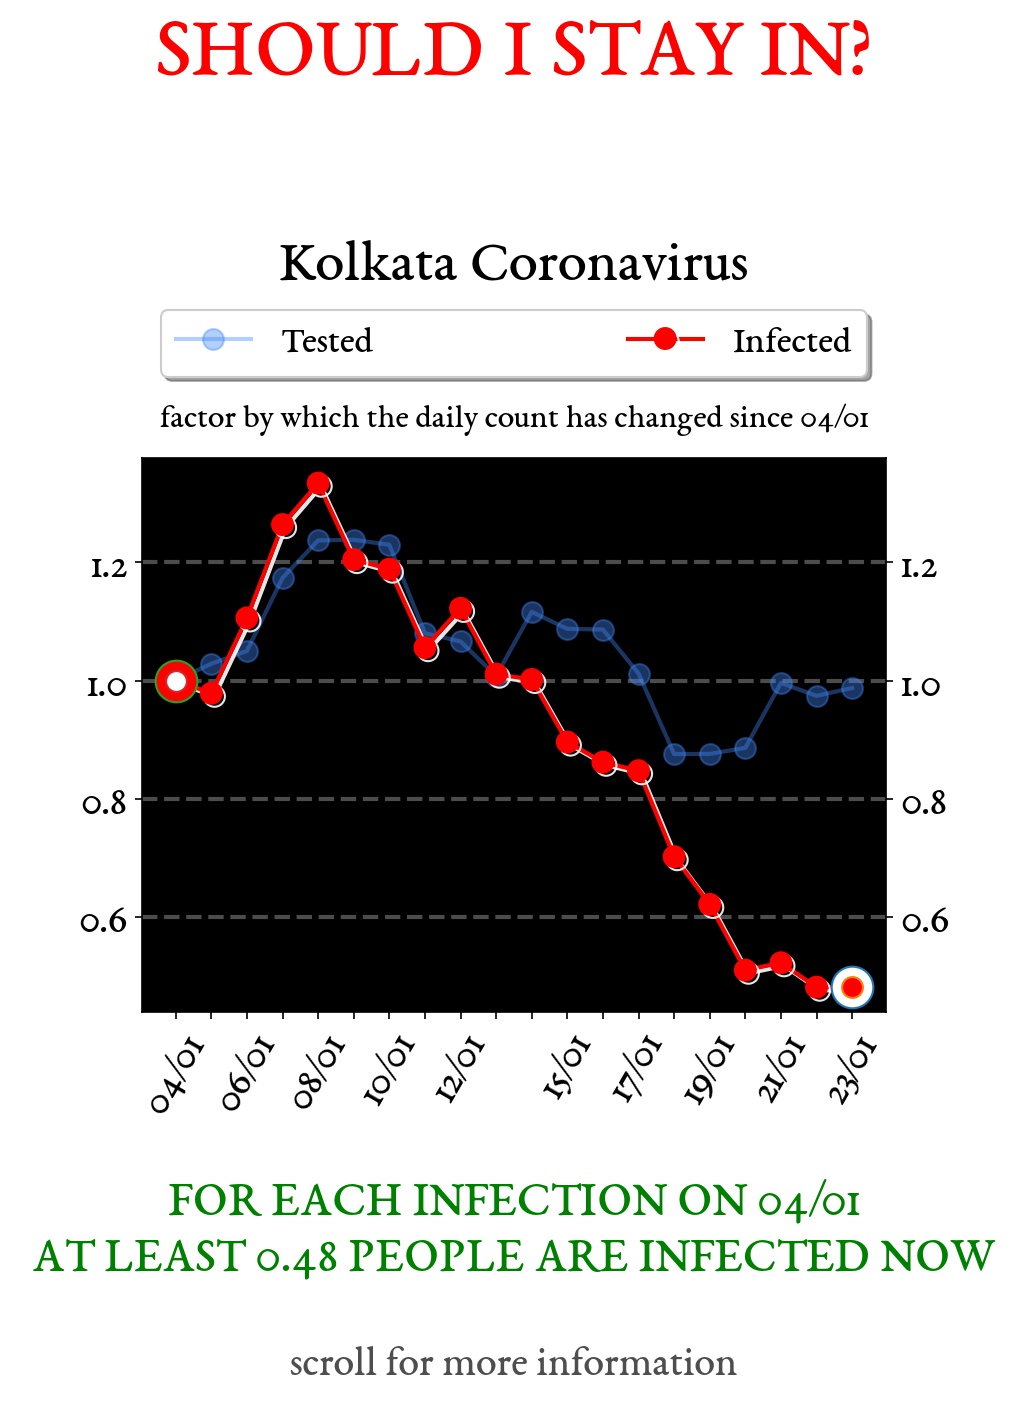 SHOULD I STAY IN?
Kolkata Coronavirus
Tested
Infected
factor by which the daily count has changed since 04/01
1.2 1.2
1.0 1.0
0.8 0.8
0.6 0.6
04/01 06/01 08/01 10/01 12/01 15/01 17/01 19/01 21/01 23/01
FOR EACH INFECTION ON 04/01
AT LEAST 0.48 PEOPLE ARE INFECTED NOW
scroll for more information